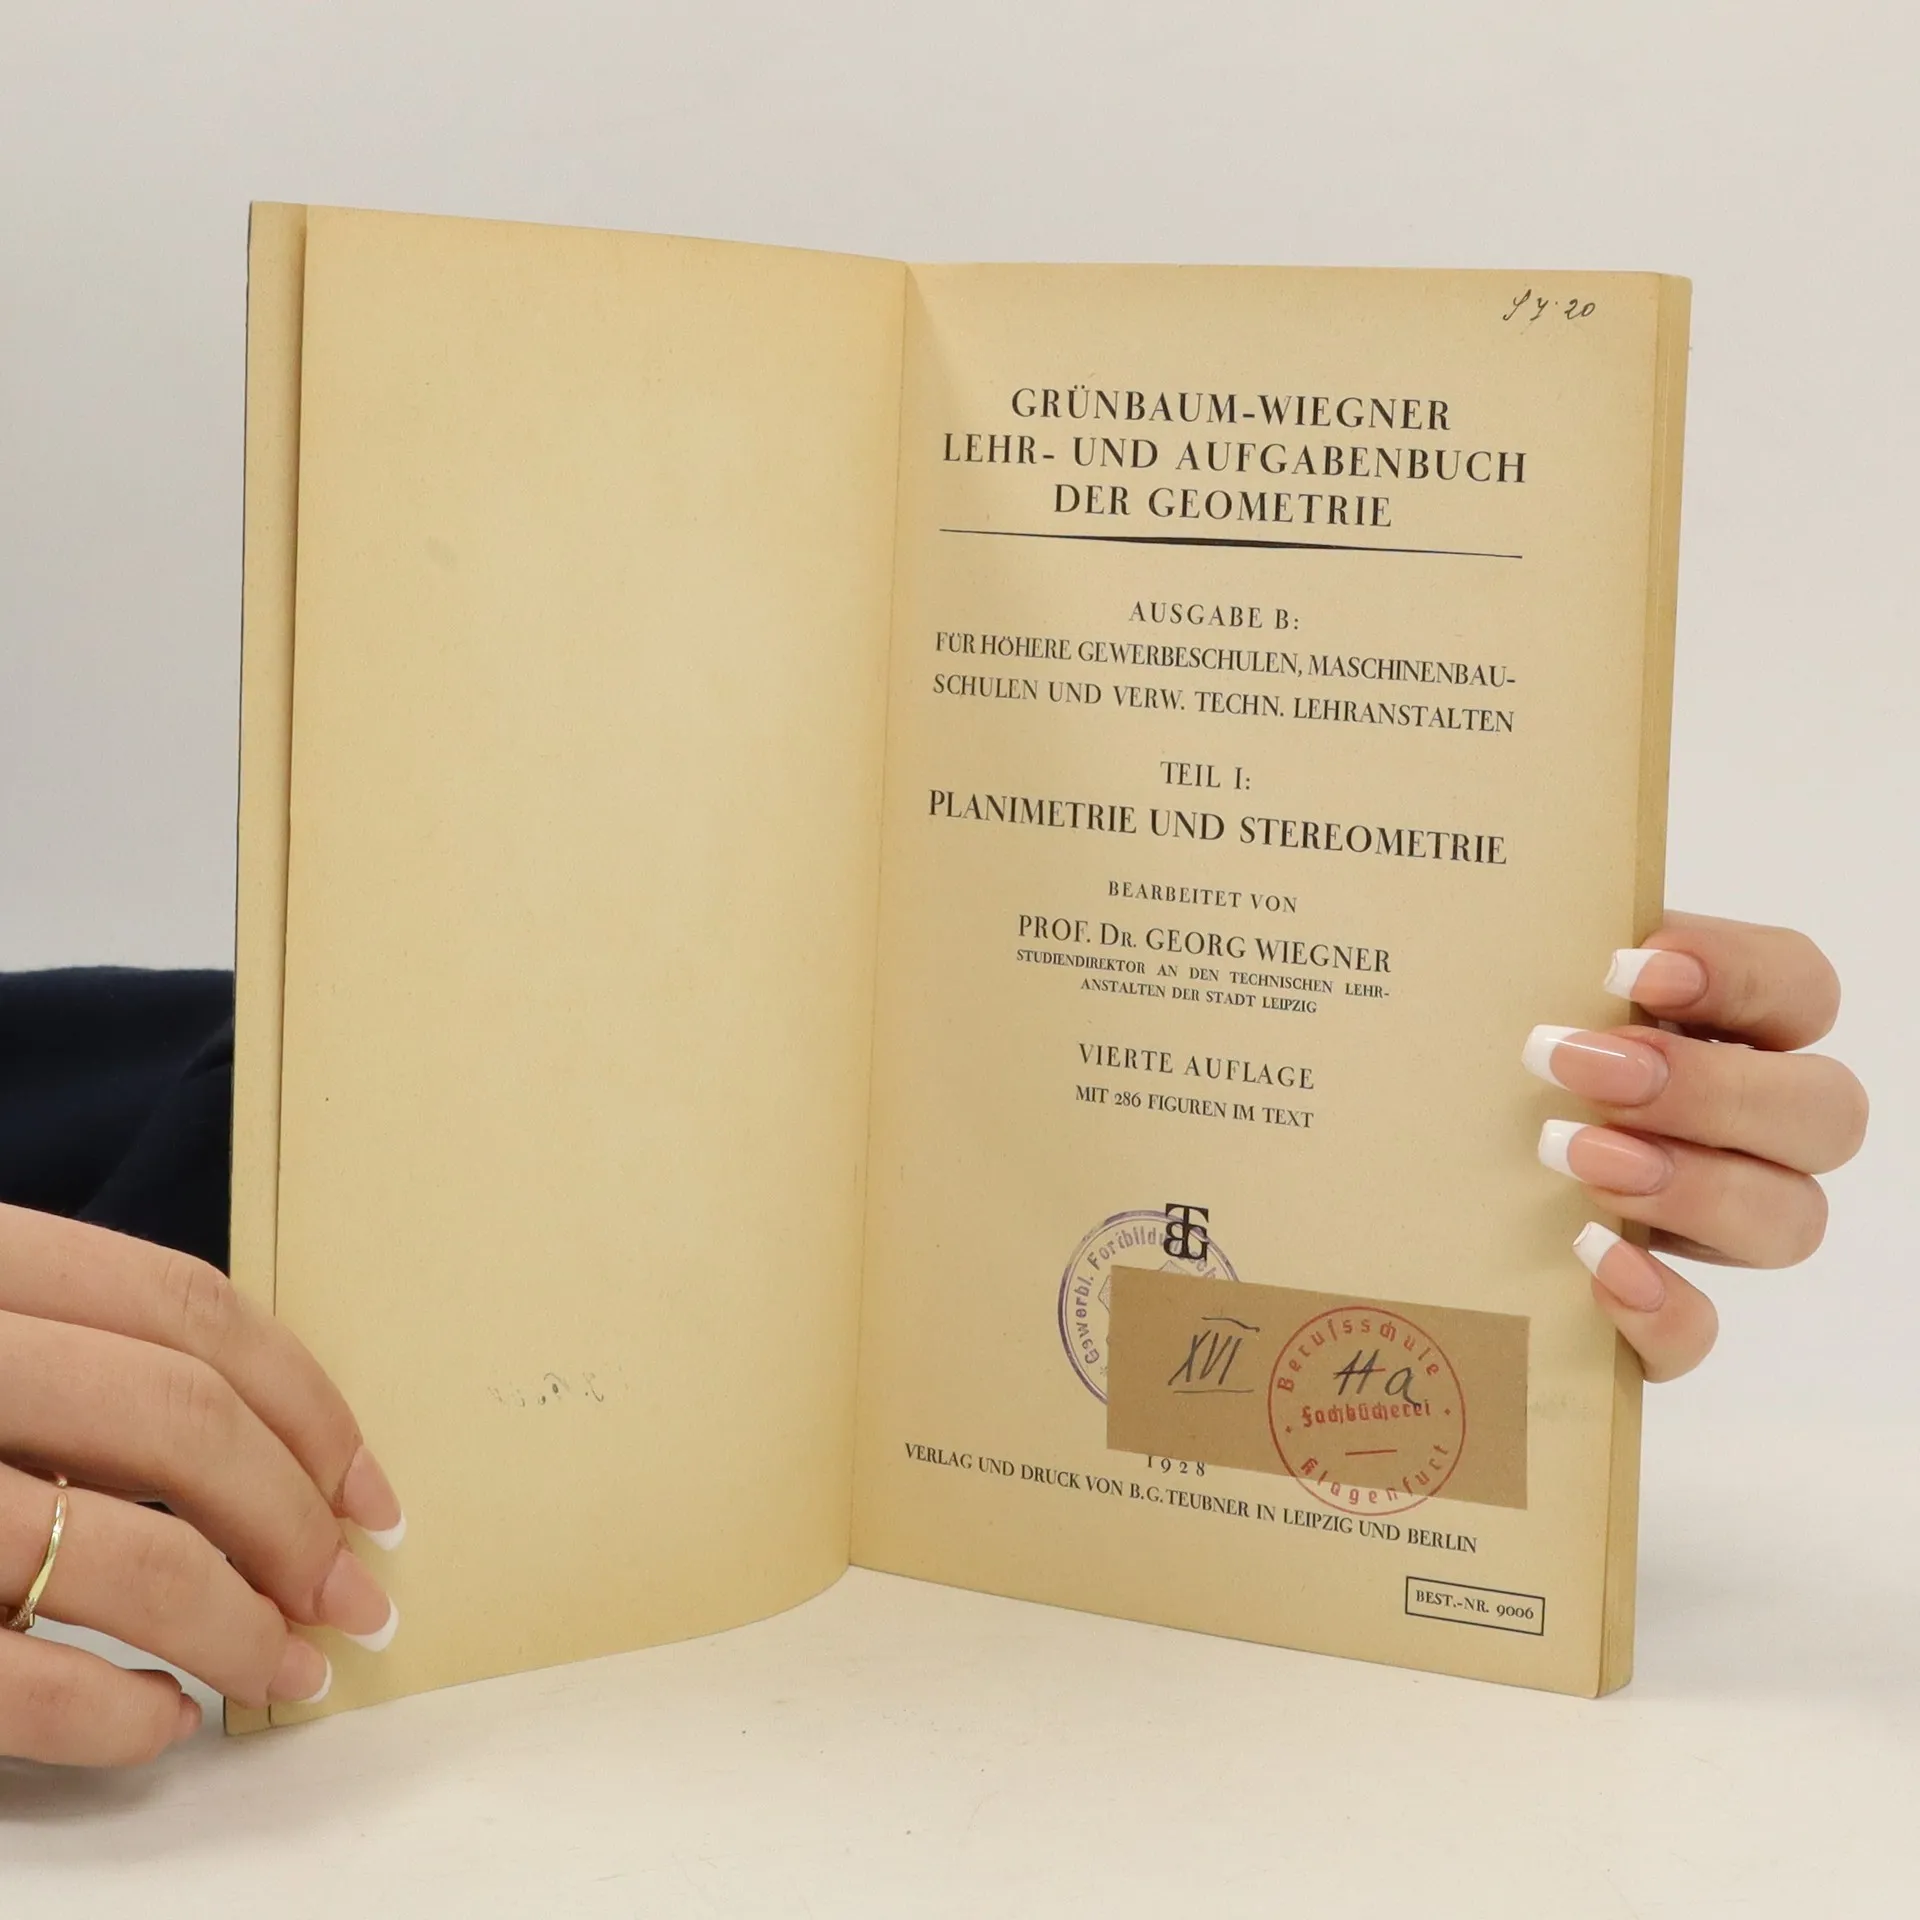 GRÜNBAUM-WIEGNER
LEHR- UND AUFGABENBUCH
DER GEOMETRIE
AUSGABE B:
FÜR HÖHERE GEWERBESCHULEN, MASCHINENBAU-
SCHULEN UND VERW. TECHN. LEHRANSTALTEN
TEIL I:
PLANIMETRIE UND STEREOMETRIE
BEARBEITET VON
PROF. DR. GEORG WIEGNER
STUDIENDIREKTOR AN DEN TECHNISCHEN LEHR-
ANSTALTEN DER STADT LEIPZIG
VIERTE AUFLAGE
MIT 286 FIGUREN IM TEXT
BTG
Gewerbl.
XVI
Berufsschule
a
Fachbücherei
Klagenfurt
1928
VERLAG UND DRUCK VON B.G. TEUBNER IN LEIPZIG UND BERLIN
BEST.-NR. 9006